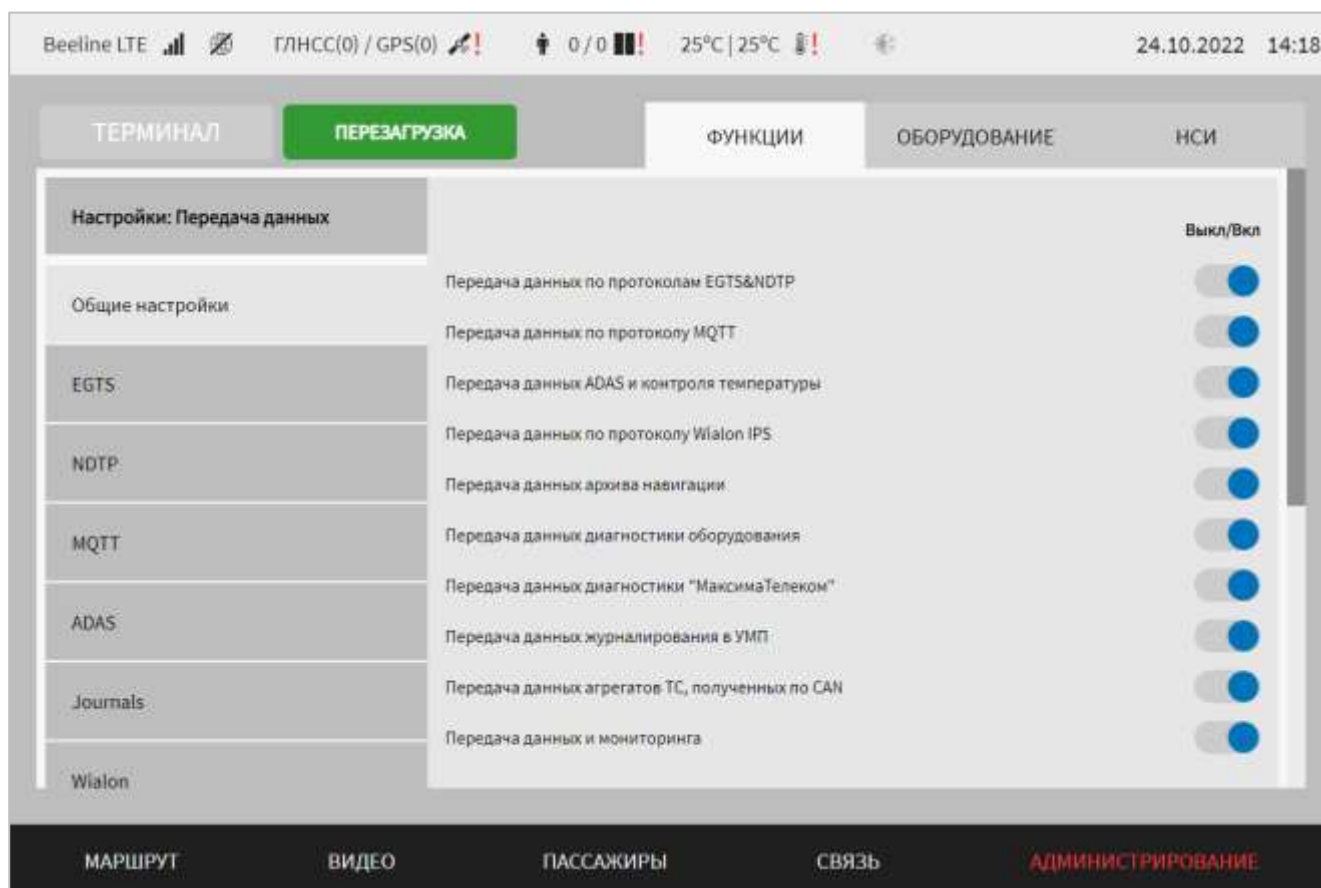 Beeline LTE ГЛНСС(0) / GPS(0) ! 0 / 0 ! 25°C | 25°C ! 24.10.2022 14:18
ТЕРМИНАЛ ПЕРЕЗАГРУЗКА ФУНКЦИИ ОБОРУДОВАНИЕ НСИ
Настройки: Передача данных
Выкл/Вкл
Общие настройки
EGTS
NDTP
MQTT
ADAS
Journals
Wialon
Передача данных по протоколам EGTS&NDTP
Передача данных по протоколу MQTT
Передача данных ADAS и контроля температуры
Передача данных по протоколу Wialon IPS
Передача данных архива навигации
Передача данных диагностики оборудования
Передача данных диагностики "МаксимаТелеком"
Передача данных журналирования в УМП
Передача данных агрегатов ТС, полученных по CAN
Передача данных и мониторинга
МАРШРУТ ВИДЕО ПАССАЖИРЫ СВЯЗЬ АДМИНИСТРИРОВАНИЕ